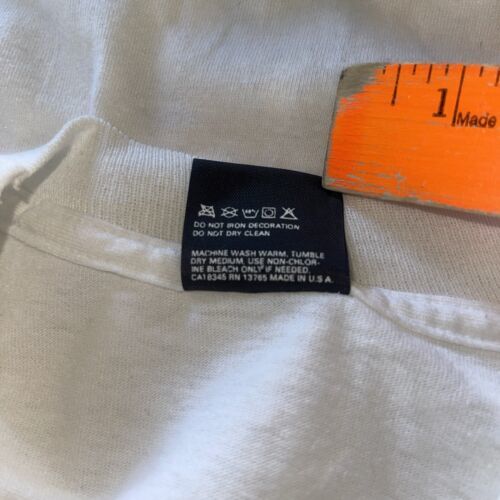 1
Made
DO NOT IRON DECORATION
DO NOT DRY CLEAN
MACHINE WASH WARM, TUMBLE
DRY MEDIUM. USE NON-CHLOR-
INE BLEACH ONLY IF NEEDED.
CA18345 RN 13765 MADE IN U.S.A.